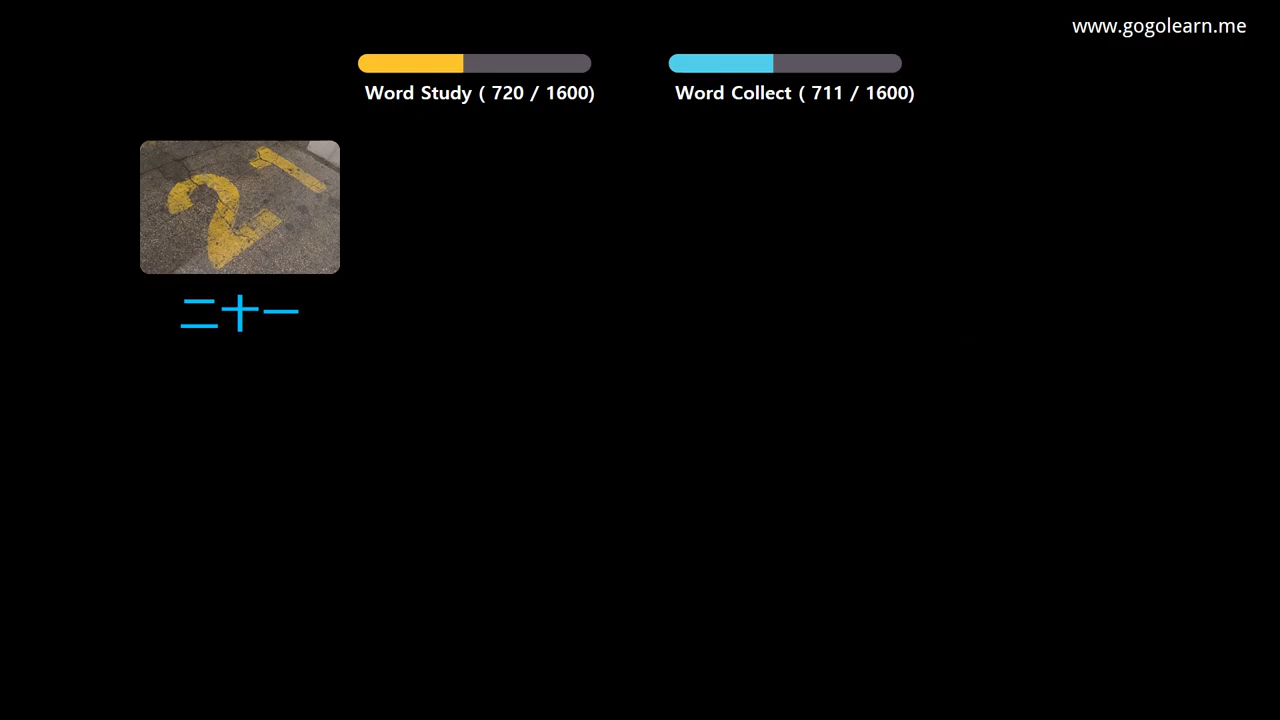 www.gogolearn.me
Word Study ( 720 / 1600)
Word Collect ( 711 / 1600)
21
二十一